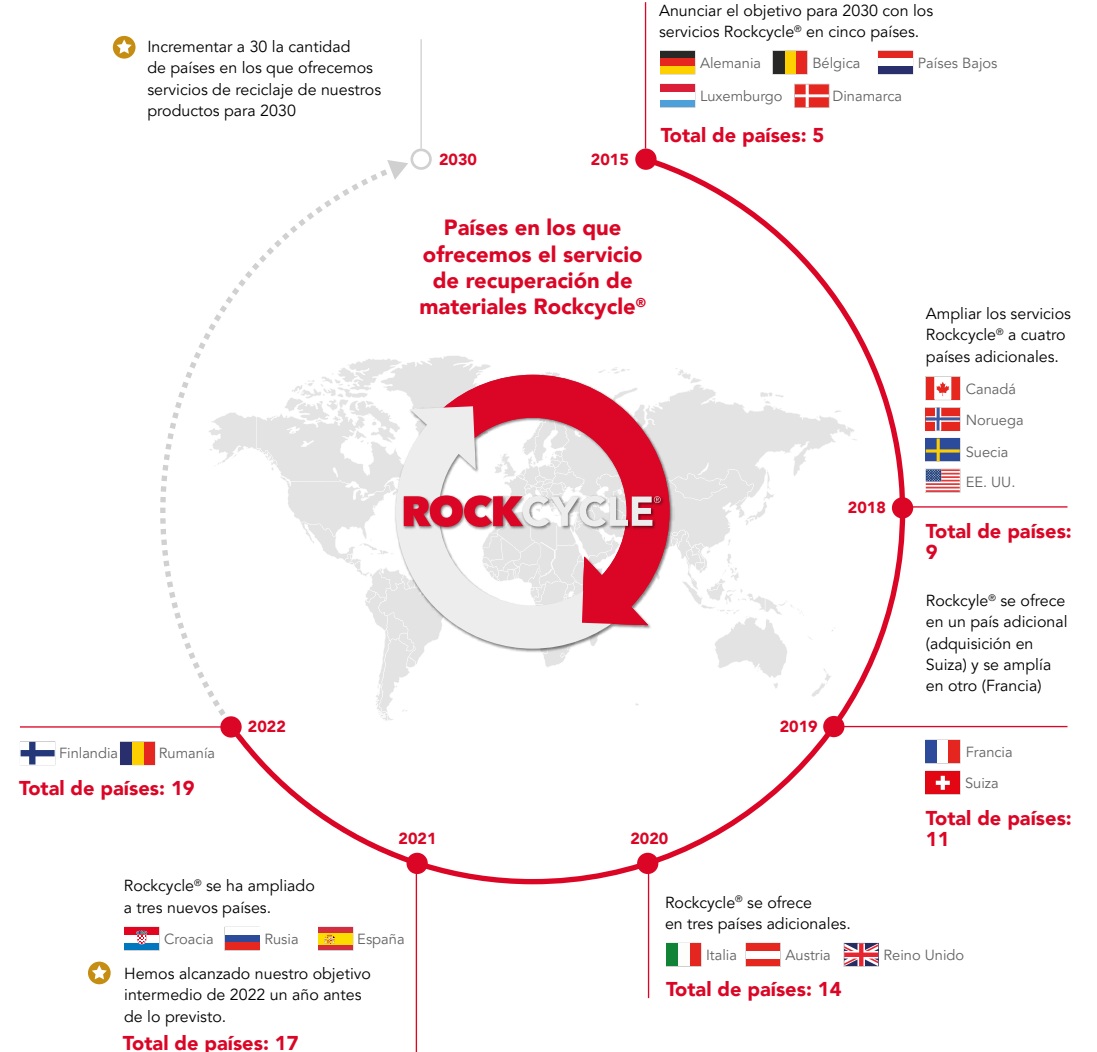 Incrementar a 30 la cantidad
de países en los que ofrecemos
servicios de reciclaje de nuestros
productos para 2030
2030
Anunciar el objetivo para 2030 con los
servicios Rockcycle® en cinco países.
Alemania Bélgica Países Bajos
Luxemburgo Dinamarca
Total de países: 5
2015
Países en los que
ofrecemos el servicio
de recuperación de
materiales Rockcycle®
ROCKCYCLE®
Ampliar los servicios
Rockcycle® a cuatro
países adicionales.
Canadá
Noruega
Suecia
EE. UU.
2018
Total de países:
9
Rockcyle® se ofrece
en un país adicional
(adquisición en
Suiza) y se amplía
en otro (Francia)
2019
Francia
Suiza
Total de países:
11
2020
Rockcycle® se ofrece
en tres países adicionales.
Italia Austria Reino Unido
Total de países: 14
2021
Rockcycle® se ha ampliado
a tres nuevos países.
Croacia Rusia España
Hemos alcanzado nuestro objetivo
intermedio de 2022 un año antes
de lo previsto.
Total de países: 17
2022
Finlandia Rumanía
Total de países: 19